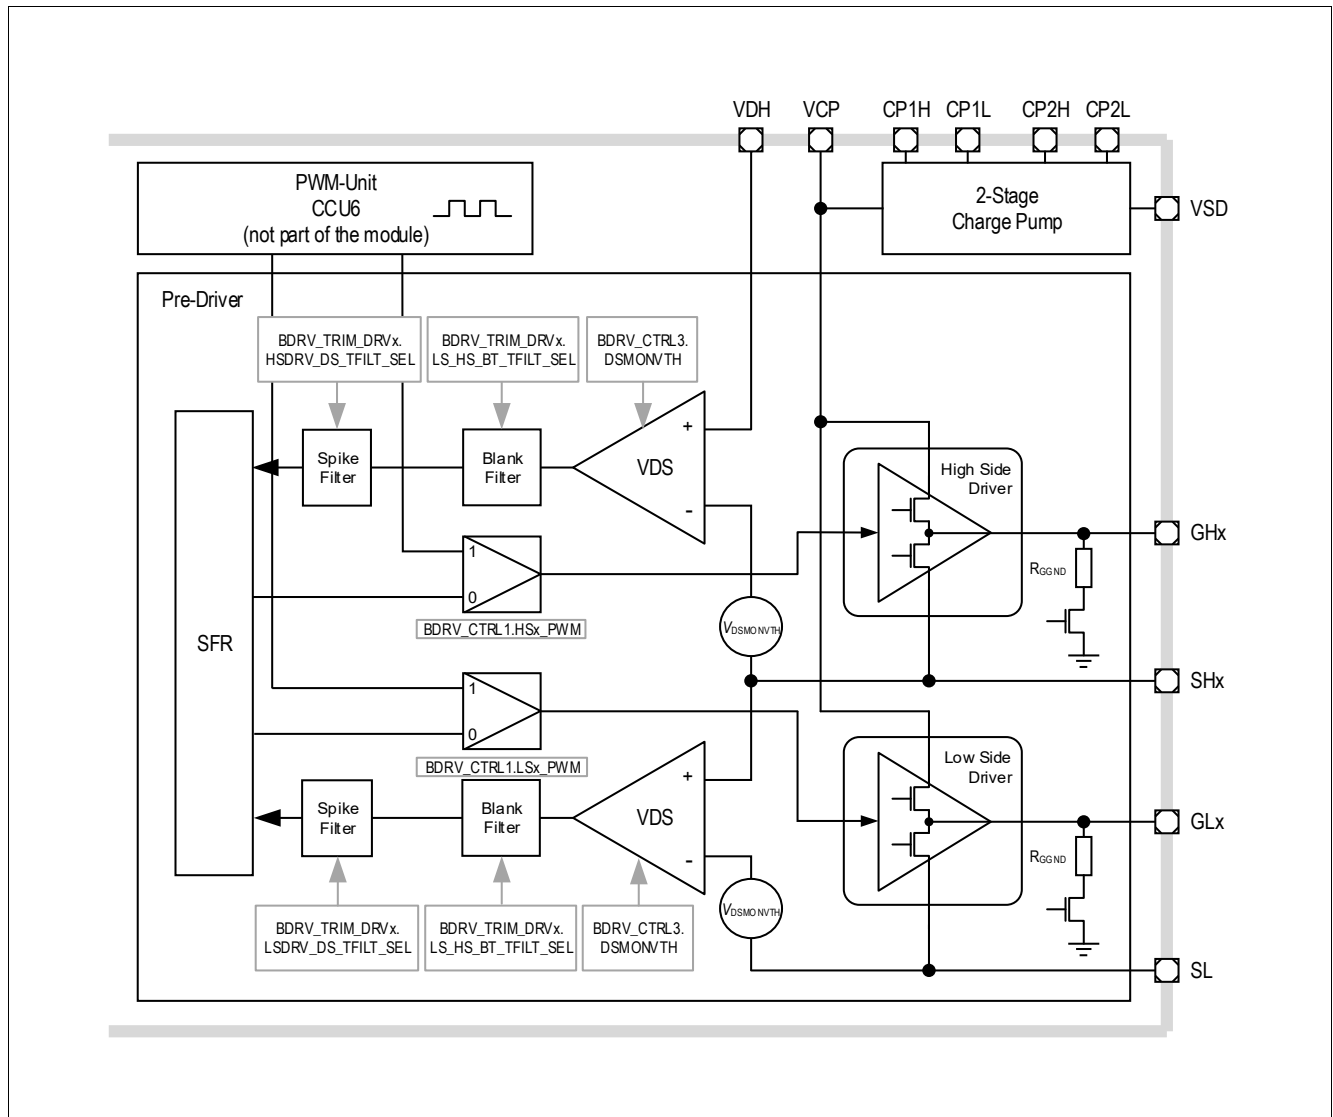 VDH VCP CP1H CP1L CP2H CP2L
PWM-Unit
CCU6
(not part of the module)
2-Stage
Charge Pump
VSD
Pre-Driver
BDRV_TRIM_DRVx.
HSDRV_DS_TFILT_SEL
BDRV_TRIM_DRVx.
LS_HS_BT_TFILT_SEL
BDRV_CTRL3.
DSMONVTH
Spike
Filter
Blank
Filter
VDS
+
-
High Side
Driver
GHx
RGGND
1
0
BDRV_CTRL1.HSx_PWM
VDSMONVTH
SFR
SHx
1
0
BDRV_CTRL1.LSx_PWM
Low Side
Driver
Spike
Filter
Blank
Filter
VDS
+
-
GLx
RGGND
VDSMONVTH
BDRV_TRIM_DRVx.
LSDRV_DS_TFILT_SEL
BDRV_TRIM_DRVx.
LS_HS_BT_TFILT_SEL
BDRV_CTRL3.
DSMONVTH
SL